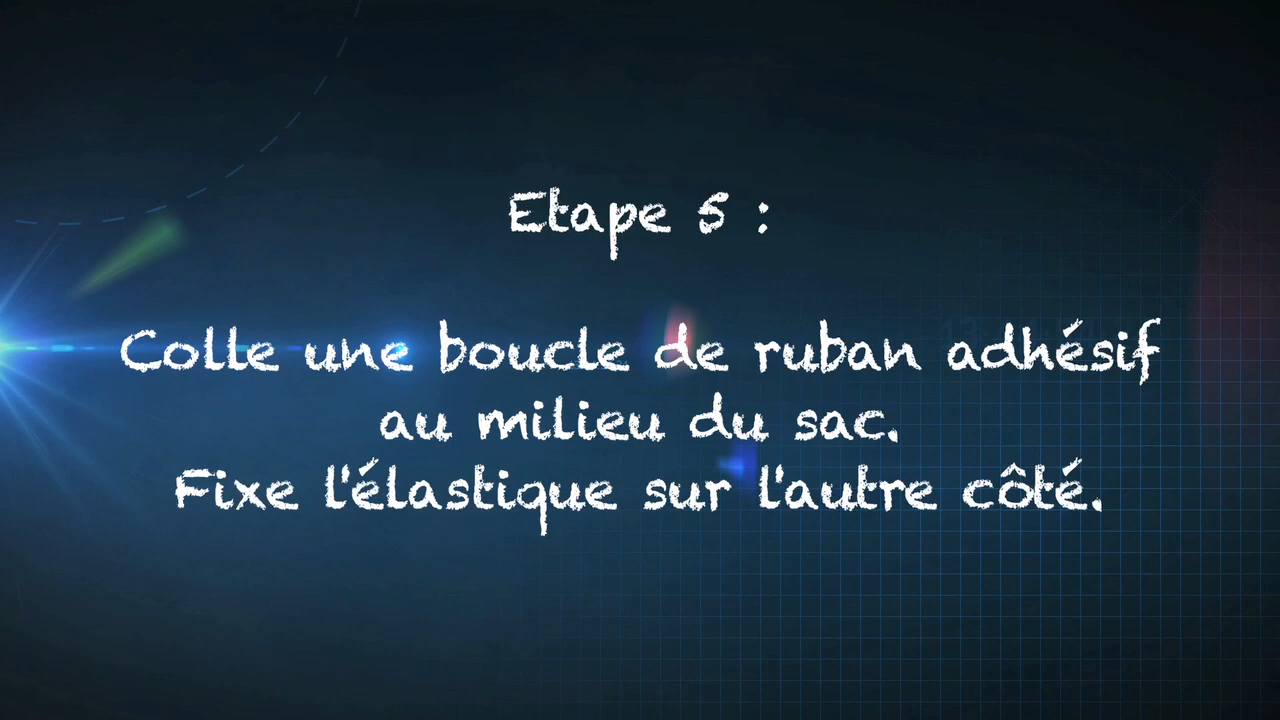 Etape 5 :
Colle une boucle de ruban adhésif
au milieu du sac.
Fixe l'élastique sur l'autre côté.